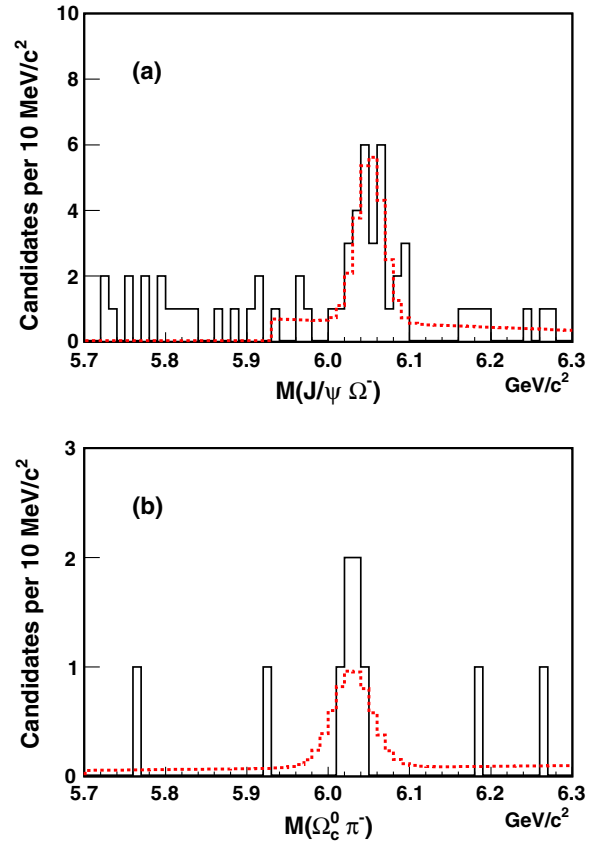 Candidates per 10 MeV/c²
10
8
6
4
2
0
(a)
5.7 5.8 5.9 6.0 6.1 6.2 6.3
M(J/ψ Ω⁻) GeV/c²
Candidates per 10 MeV/c²
3
2
1
0
(b)
5.7 5.8 5.9 6.0 6.1 6.2 6.3
M(Ω_c^0 π⁻) GeV/c²